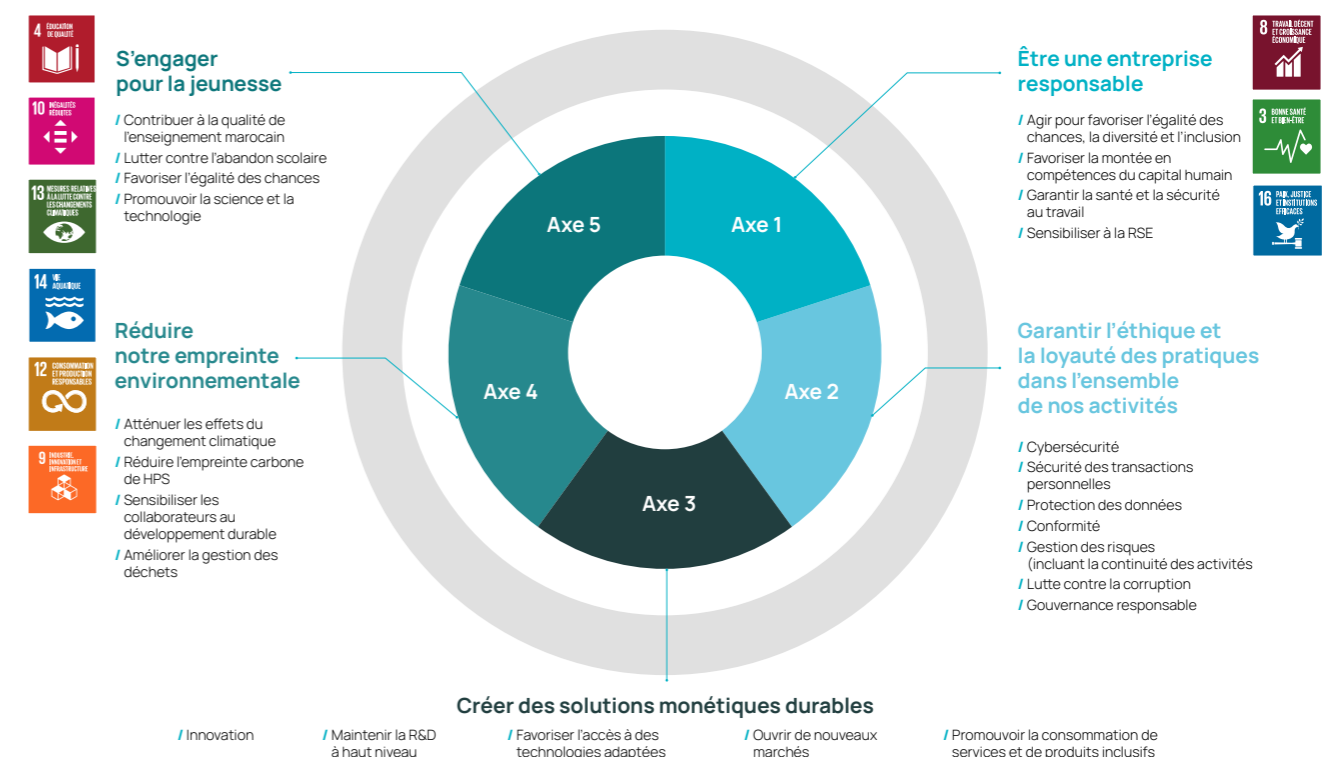 4 ÉDUCATION
DE QUALITÉ
S'engager
pour la jeunesse
/ Contribuer à la qualité de
l'enseignement marocain
/ Lutter contre l'abandon scolaire
/ Favoriser l'égalité des chances
/ Promouvoir la science et la
technologie
10 INÉGALITÉS
RÉDUITES
13 MESURES RELATIVES
À LA LUTTE CONTRE
LES CHANGEMENTS
CLIMATIQUES
14 VIE
AQUATIQUE
Réduire
notre empreinte
environnementale
/ Atténuer les effets du
changement climatique
/ Réduire l'empreinte carbone
de HPS
/ Sensibiliser les
collaborateurs au
développement durable
/ Améliorer la gestion des
déchets
12 CONSOMMATION
ET PRODUCTION
RESPONSABLES
9 INDUSTRIE,
INNOVATION ET
INFRASTRUCTURE
Axe 5
Axe 1
Axe 4
Axe 2
Axe 3
Être une entreprise
responsable
/ Agir pour favoriser l'égalité des
chances, la diversité et l'inclusion
/ Favoriser la montée en
compétences du capital humain
/ Garantir la santé et la sécurité
au travail
/ Sensibiliser à la RSE
8 TRAVAIL DÉCENT
ET CROISSANCE
ÉCONOMIQUE
3 BONNE SANTÉ
ET BIEN-ÊTRE
16 PAIX, JUSTICE
ET INSTITUTIONS
EFFICACES
Garantir l'éthique et
la loyauté des pratiques
dans l'ensemble
de nos activités
/ Cybersécurité
/ Sécurité des transactions
personnelles
/ Protection des données
/ Conformité
/ Gestion des risques
(incluant la continuité des activités
/ Lutte contre la corruption
/ Gouvernance responsable
Créer des solutions monétiques durables
/ Innovation
/ Maintenir la R&D
à haut niveau
/ Favoriser l'accès à des
technologies adaptées
/ Ouvrir de nouveaux
marchés
/ Promouvoir la consommation de
services et de produits inclusifs